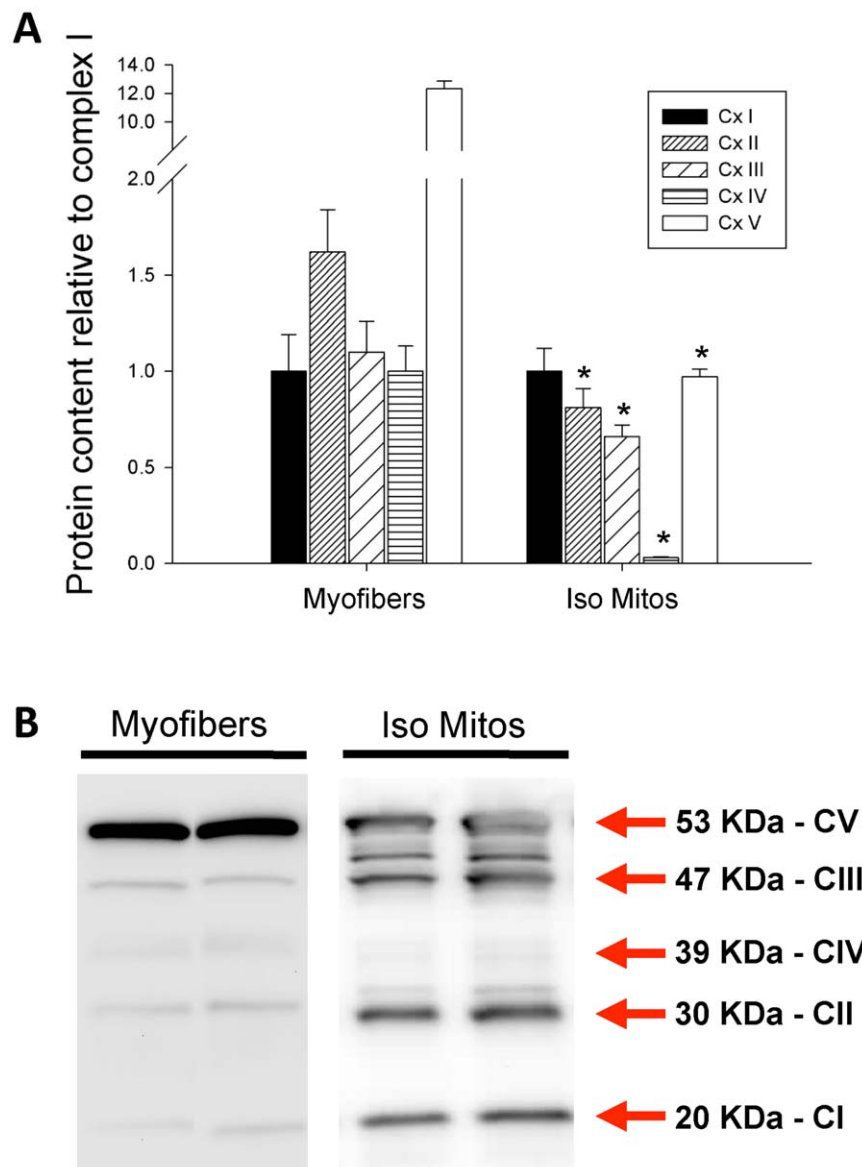 A
Protein content relative to complex I
14.0
12.0
10.0
2.0
1.5
1.0
0.5
0.0
Cx I
Cx II
Cx III
Cx IV
Cx V
*
*
*
*
Myofibers
Iso Mitos
B
Myofibers
Iso Mitos
53 KDa - CV
47 KDa - CIII
39 KDa - CIV
30 KDa - CII
20 KDa - CI